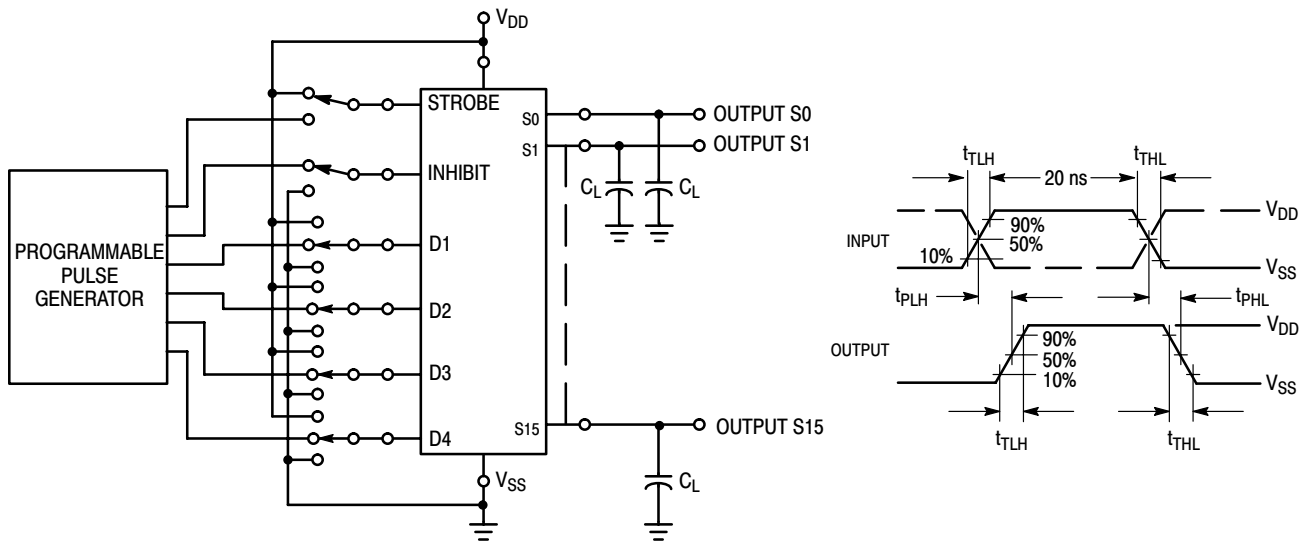 VDD
STROBE
S0
OUTPUT S0
S1
OUTPUT S1
INHIBIT
CL
CL
PROGRAMMABLE
PULSE
GENERATOR
D1
D2
D3
D4
S15
OUTPUT S15
VSS
CL
tTLH
tTHL
20 ns
VDD
INPUT
90%
50%
10%
VSS
tPLH
tPHL
VDD
OUTPUT
90%
50%
10%
VSS
tTLH
tTHL